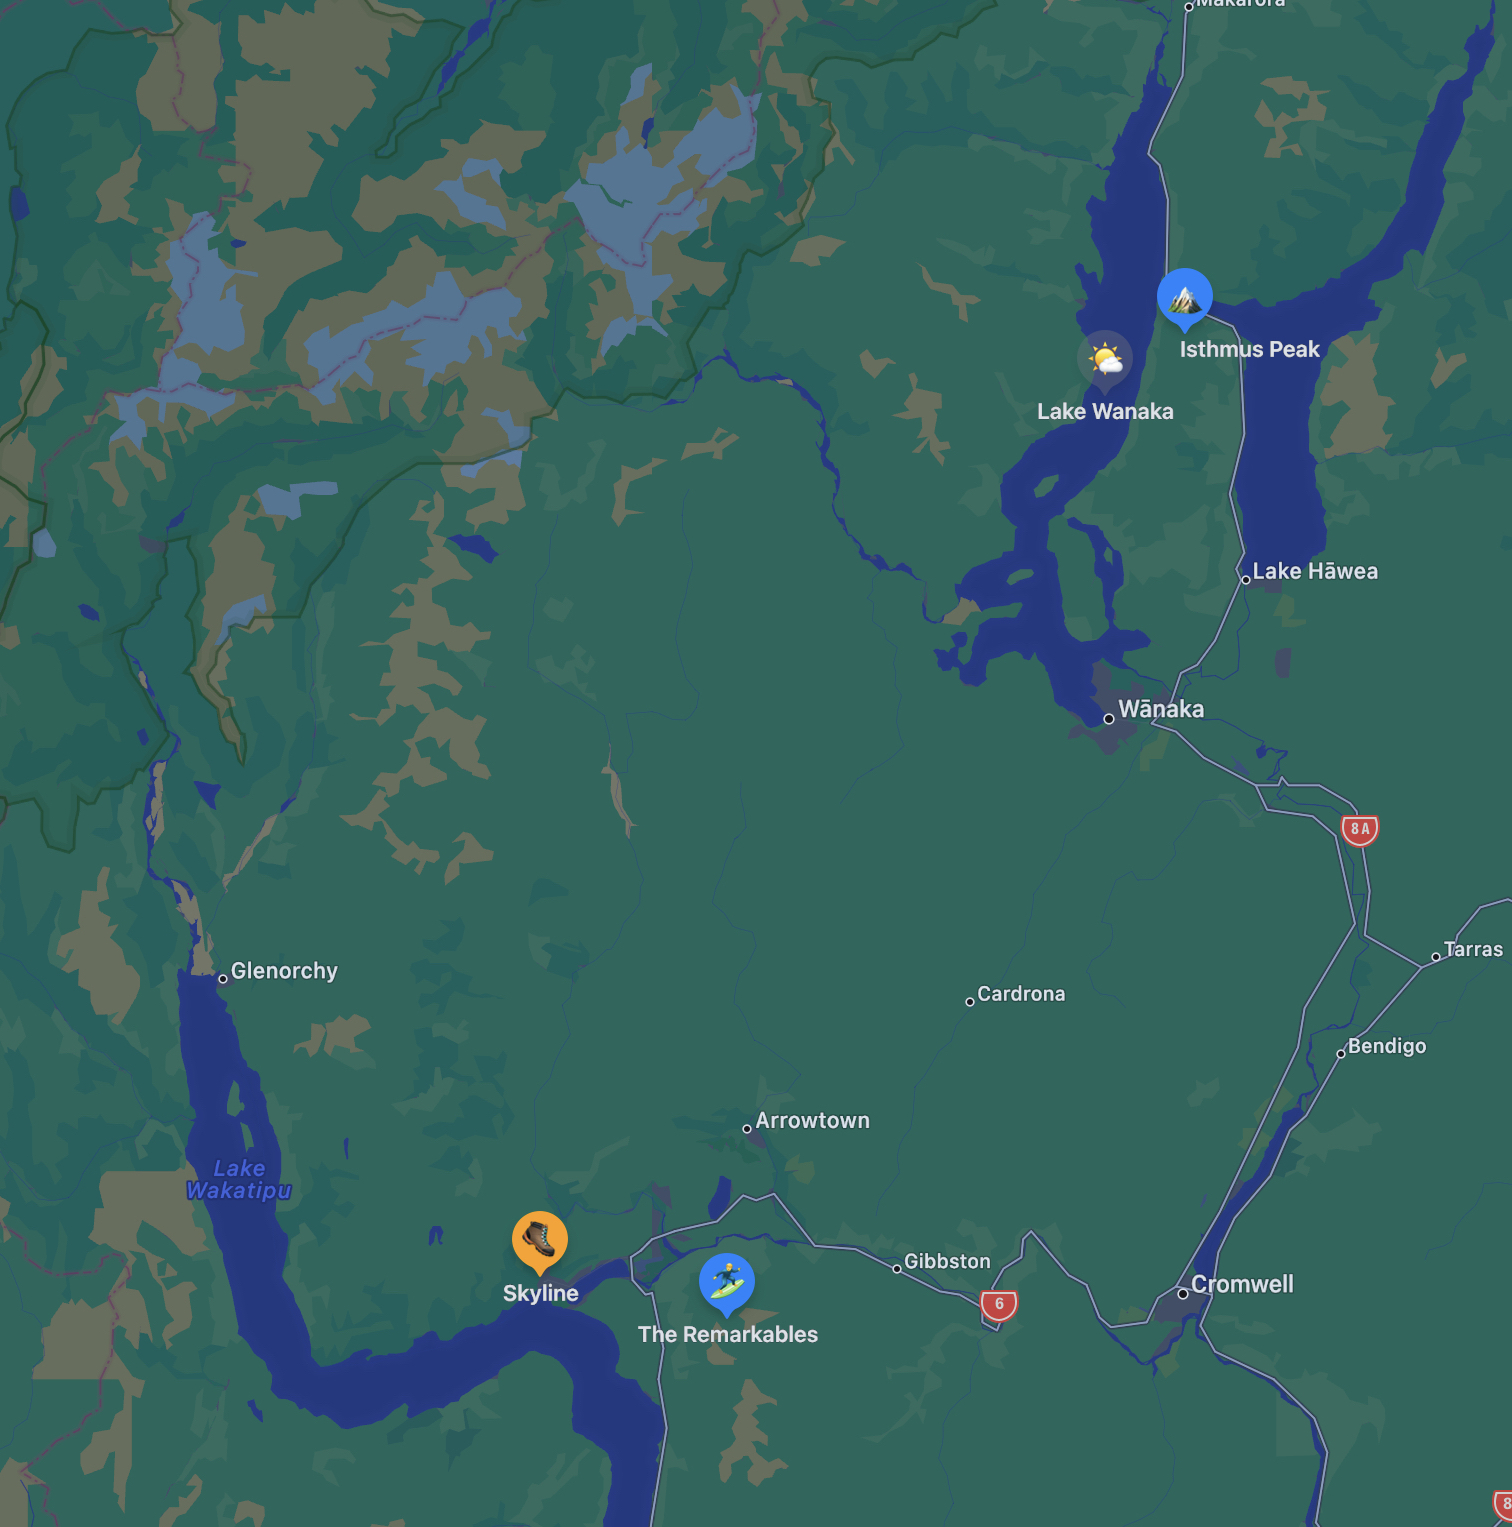 Makarora
Isthmus Peak
Lake Wanaka
Lake Hāwea
Wānaka
8A
Tarras
Glenorchy
Cardrona
Bendigo
Arrowtown
Lake
Wakatipu
Skyline
Gibbston
6
Cromwell
The Remarkables
8